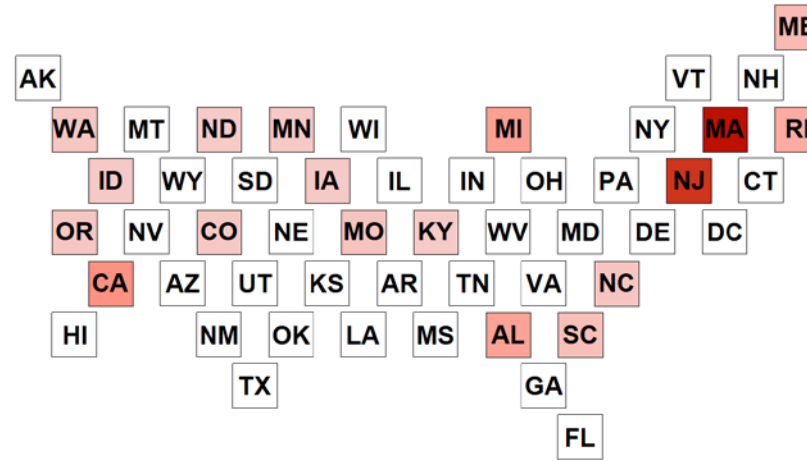 ME
AK VT NH
WA MT ND MN WI MI NY MA RI
ID WY SD IA IL IN OH PA NJ CT
OR NV CO NE MO KY WV MD DE DC
CA AZ UT KS AR TN VA NC
HI NM OK LA MS AL SC
TX GA
FL